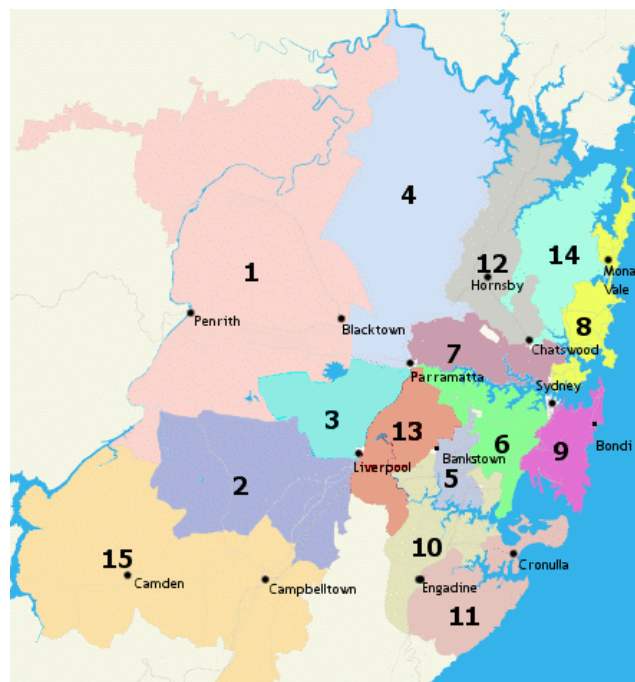 4
12
14
1
Hornsby
Mona
Vale
Penrith
Blacktown
8
Chatswood
7
Parramatta
Sydney
3
13
6
9
Bondi
Liverpool
Bankstown
5
2
10
15
Camden
Campbelltown
Engadine
Cronulla
11